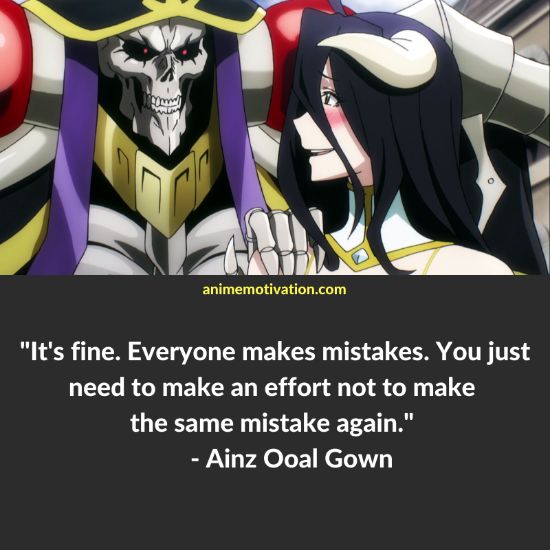 animemotivation.com
"It's fine. Everyone makes mistakes. You just
need to make an effort not to make
the same mistake again."
- Ainz Ooal Gown